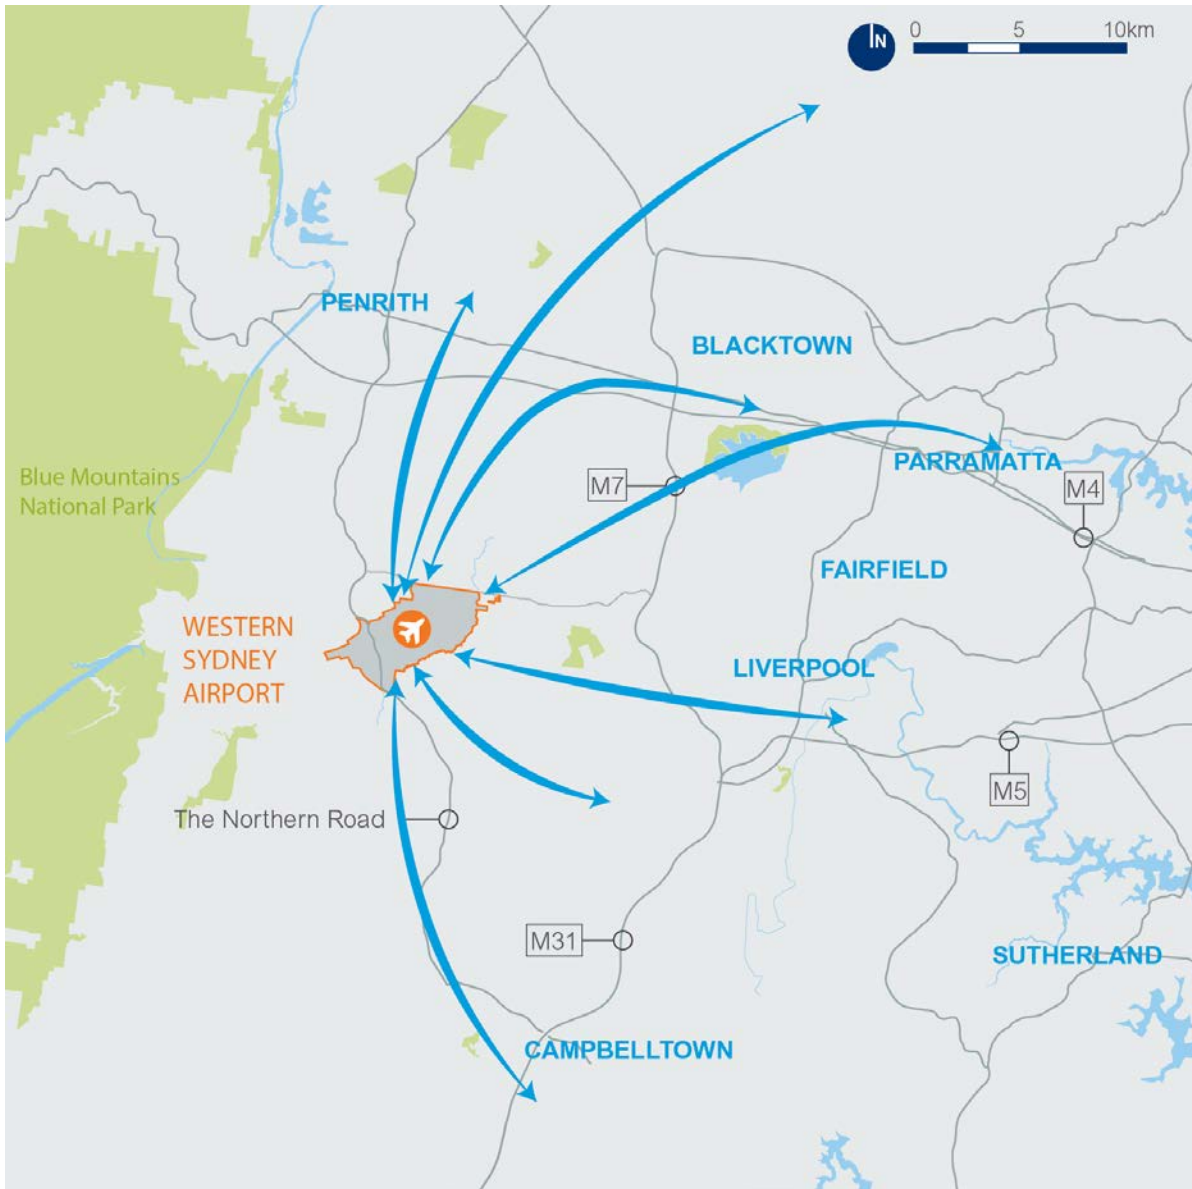 N
0 5 10km
PENRITH
BLACKTOWN
Blue Mountains
National Park
M7
PARRAMATTA
M4
FAIRFIELD
WESTERN
SYDNEY
AIRPORT
LIVERPOOL
M5
The Northern Road
M31
SUTHERLAND
CAMPBELLTOWN